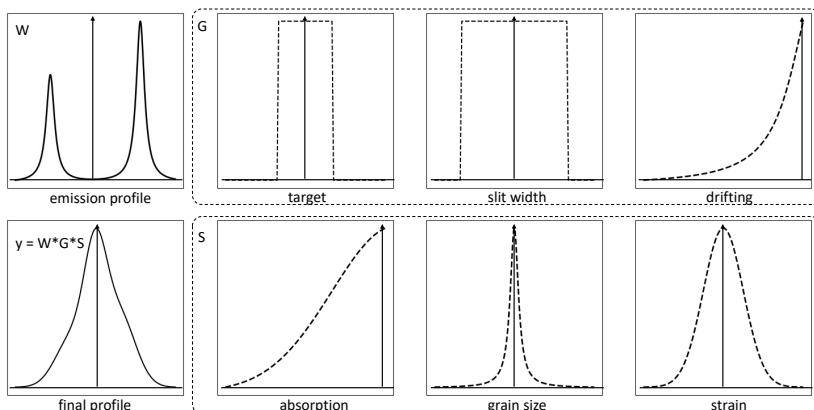 W
G
emission profile
target
slit width
drifting
y = W*G*S
S
final profile
absorption
grain size
strain